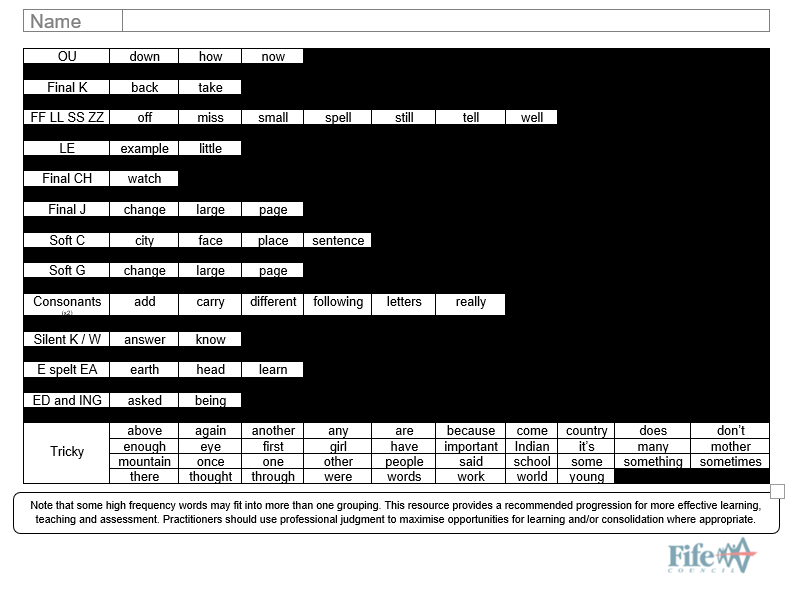 Name
OU down how now
Final K back take
FF LL SS ZZ off miss small spell still tell well
LE example little
Final CH watch
Final J change large page
Soft C city face place sentence
Soft G change large page
Consonants add carry different following letters really
(x2)
Silent K / W answer know
E spelt EA earth head learn
ED and ING asked being
above again another any are because come country does don't
enough eye first girl have important Indian it's many mother
Tricky
mountain once one other people said school some something sometimes
there thought through were words work world young
Note that some high frequency words may fit into more than one grouping. This resource provides a recommended progression for more effective learning,
teaching and assessment. Practitioners should use professional judgment to maximise opportunities for learning and/or consolidation where appropriate.
Fife
COUNCIL